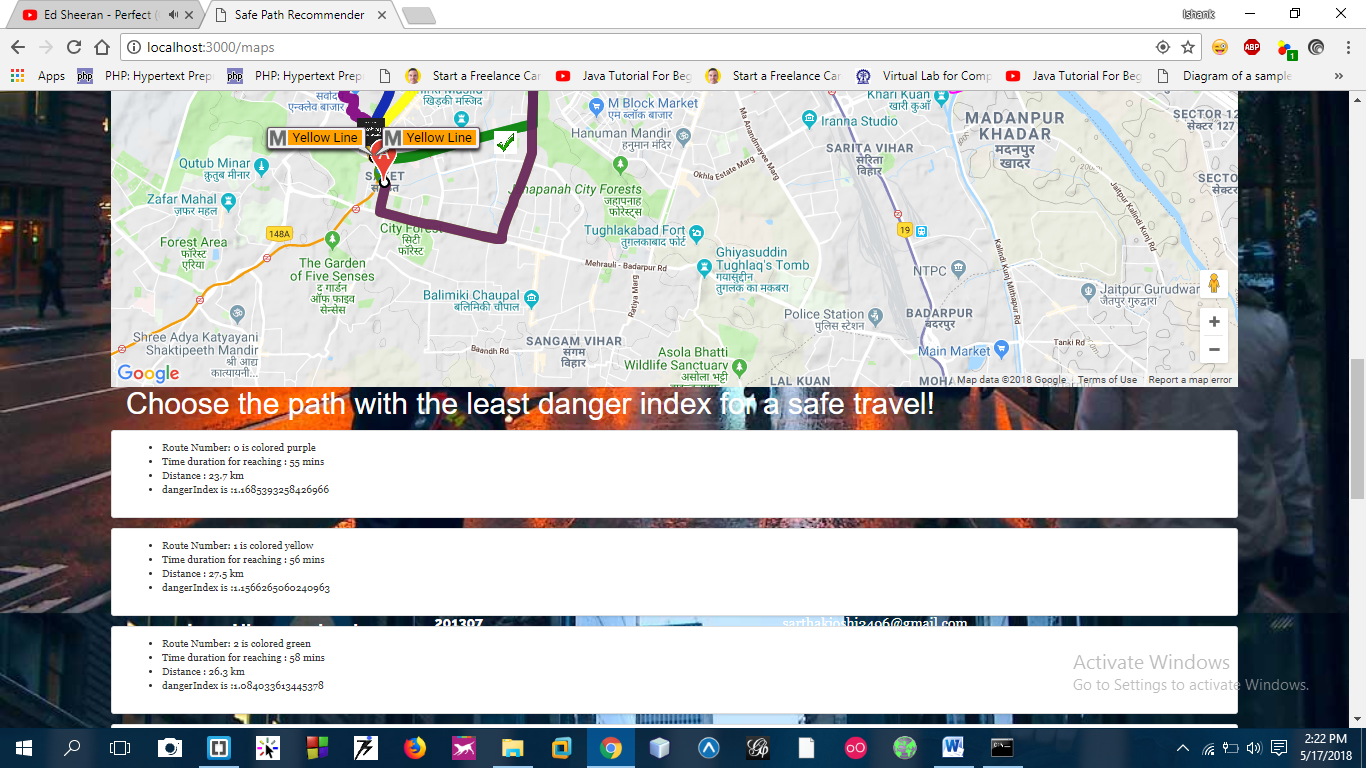 Ed Sheeran - Perfect (
Safe Path Recommender
Ishank
localhost:3000/maps
ABP
1
Apps
php PHP: Hypertext Prep
php PHP: Hypertext Prep
Start a Freelance Car
Java Tutorial For Beg
Start a Freelance Car
Virtual Lab for Comp
Java Tutorial For Beg
Diagram of a sample
»
एन्क्लेव बाजार
खिड़की मस्जिद
M Yellow Line
M Yellow Line
Qutub Minar
क़ुतुब मीनार
Zafar Mahal
ज़फर महल
148A
Forest Area
फॉरेस्ट
एरिया
City Forest
सिटी
फॉरेस्ट
The Garden
of Five Senses
द गार्डन
ऑफ फाइव
सेन्सेस
Balimiki Chaupal
बलिमिकी चौपाल
Shree Adya Katyayani
Shaktipeeth Mandir
श्री आद्या
कात्यायनी...
Baandh Rd
M Block Market
एम ब्लॉक बाजार
Hanuman Mandir
हनुमान मंदिर
Ma Anandmayee Marg
Okhla Estate Marg
Jahapanah City Forests
जहापनाह
फोरेस्ट्स
Tughlakabad Fort
तुगलकाबाद फोर्ट
Ghiyasuddin
Tughlaq's Tomb
गयासुद्दीन
तुगलक का मकबरा
Mehrauli - Badarpur Rd
Ratiya Marg
SANGAM VIHAR
संगम
विहार
Asola Bhatti
Wildlife Sanctuary
असोला भट्टी
Iranna Studio
Khari Kuan
खारी कुआँ
SARITA VIHAR
सरिता
विहार
MADANPUR
KHADAR
मदनपुर
खादर
SECTOR 127
सेक्टर 127
SECTO
सेक्ट
Jaitpur Kalindi Kunj Rd
Kalindi Kunj Mithapur Rd
19
NTPC
Jaitpur Gurudwar
जैतपुर गुरुद्वारा
Police Station
पुलिस स्टेशन
BADARPUR
बदरपुर
Main Market
Tanki Rd
LAL KUAN
MOHA
Google
Map data ©2018 Google
Terms of Use
Report a map error
Choose the path with the least danger index for a safe travel!
Route Number: 0 is colored purple
Time duration for reaching : 55 mins
Distance : 23.7 km
dangerIndex is :1.1685393258426966
Route Number: 1 is colored yellow
Time duration for reaching : 56 mins
Distance : 27.5 km
dangerIndex is :1.1566265060240963
201307
sarthakjoshi2496@gmail.com
Route Number: 2 is colored green
Time duration for reaching : 58 mins
Distance : 26.3 km
dangerIndex is :1.084033613445378
Activate Windows
Go to Settings to activate Windows.
2:22 PM
5/17/2018